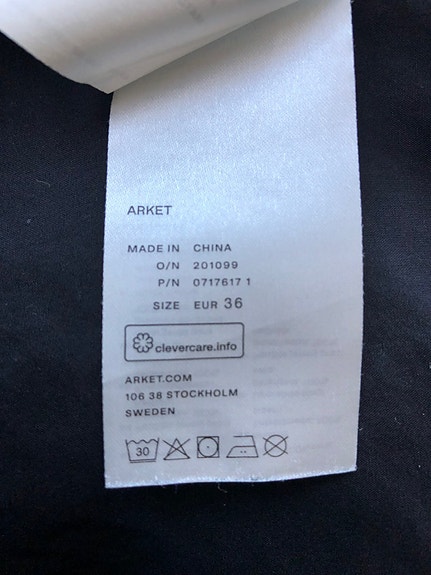 ARKET
MADE IN CHINA
O/N 201099
P/N 0717617 1
SIZE EUR 36
clevercare.info
ARKET.COM
106 38 STOCKHOLM
SWEDEN
30